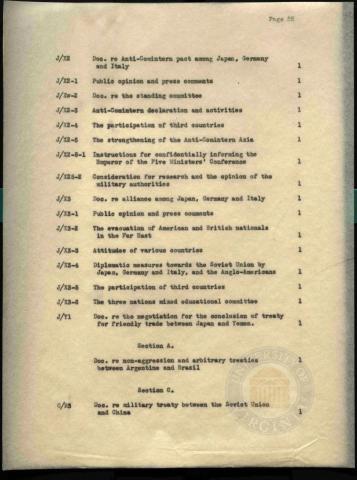 Page 55
J/X2 Doc. re Anti-Comintern pact among Japan, Germany
and Italy 1
J/X2-1 Public opinion and press comments 1
J/X2-2 Doc. re the standing committee 1
J/X2-3 Anti-Comintern declaration and activities 1
J/X2-4 The participation of third countries 1
J/X2-5 The strengthening of the Anti-Comintern Axis 1
J/X2-5-1 Instructions for confidentially informing the
Emperor of the Five Ministers' Conference 1
J/X25-2 Consideration for research and the opinion of the
military authorities 1
J/X3 Doc. re alliance among Japan, Germany and Italy 1
J/X3-1 Public opinion and press comments 1
J/X3-2 The evacuation of American and British nationals
in the Far East 1
J/X3-3 Attitudes of various countries 1
J/X3-4 Diplomatic measures towards the Soviet Union by
Japan, Germany and Italy, and the Anglo-Americans 1
J/X3-5 The participation of third countries 1
J/X3-6 The three nations mixed educational committee 1
J/Y1 Doc. re the negotiation for the conclusion of treaty
for friendly trade between Japan and Yemen. 1
Section A.
Doc. re non-aggression and arbitrary treaties
between Argentine and Brazil 1
Section C.
C/R3 Doc. re military treaty between the Soviet Union
and China 1